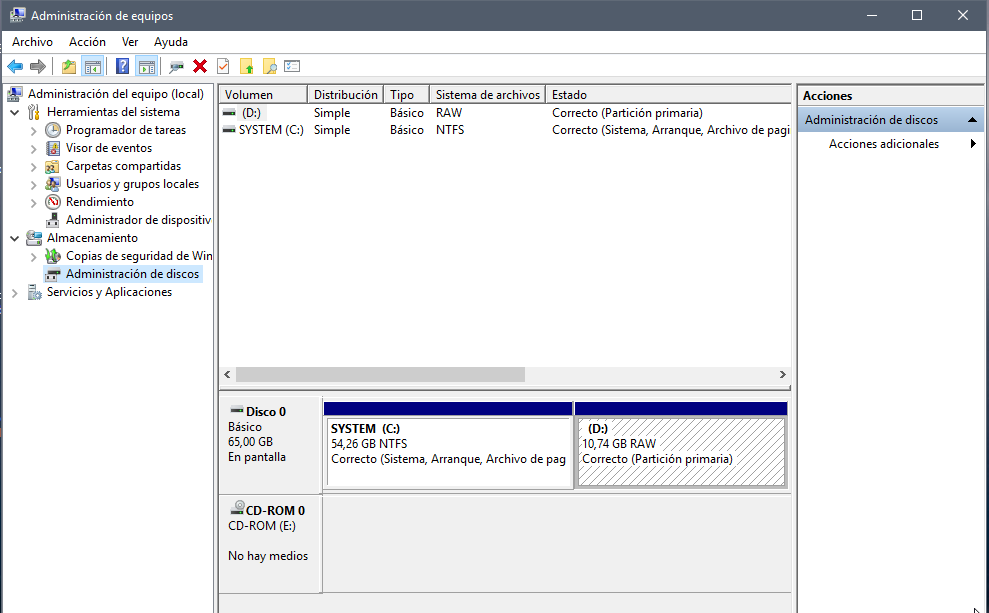 Administración de equipos
Archivo Acción Ver Ayuda
Administración del equipo (local)
Herramientas del sistema
Programador de tareas
Visor de eventos
Carpetas compartidas
Usuarios y grupos locales
Rendimiento
Administrador de dispositiv
Almacenamiento
Copias de seguridad de Win
Administración de discos
Servicios y Aplicaciones
Volumen Distribución Tipo Sistema de archivos Estado
(D:) Simple Básico RAW Correcto (Partición primaria)
SYSTEM (C:) Simple Básico NTFS Correcto (Sistema, Arranque, Archivo de pagi
Disco 0
Básico
65,00 GB
En pantalla
SYSTEM (C:)
54,26 GB NTFS
Correcto (Sistema, Arranque, Archivo de pag
(D:)
10,74 GB RAW
Correcto (Partición primaria)
CD-ROM 0
CD-ROM (E:)
No hay medios
Acciones
Administración de discos
Acciones adicionales